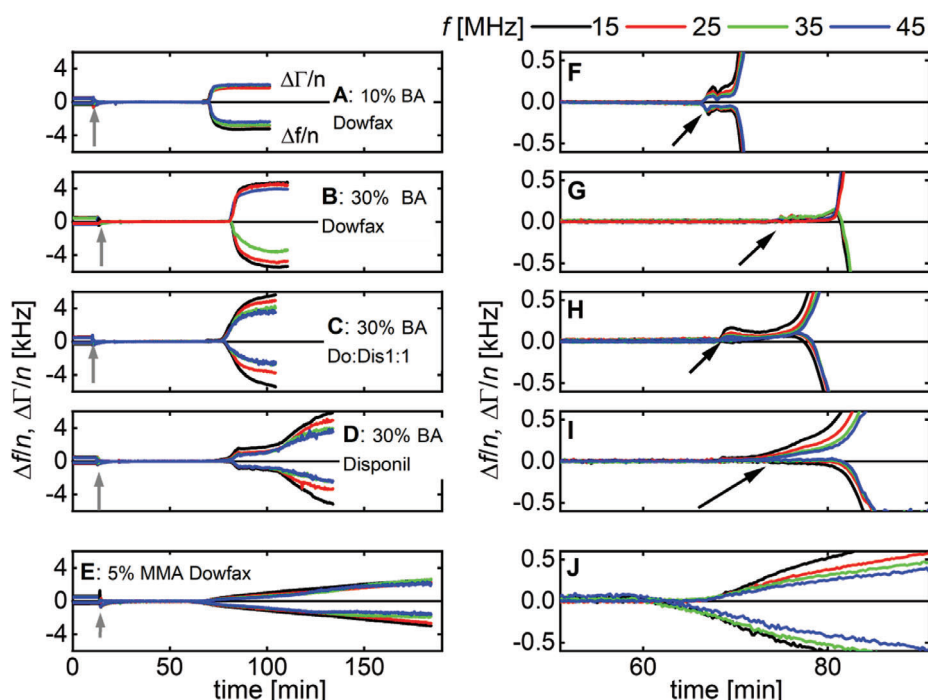 f [MHz] 15 25 35 45
4
0
-4
ΔΓ/n
A: 10% BA
Dowfax
Δf/n
4
0
-4
B: 30% BA
Dowfax
4
0
-4
C: 30% BA
Do:Dis1:1
4
0
-4
D: 30% BA
Disponil
4
0
-4
E: 5% MMA Dowfax
0 50 100 150
time [min]
Δf/n, ΔΓ/n [kHz]
F
0.5
0.0
-0.5
G
0.5
0.0
-0.5
H
0.5
0.0
-0.5
I
0.5
0.0
-0.5
J
0.5
0.0
-0.5
60 80
time [min]
Δf/n, ΔΓ/n [kHz]